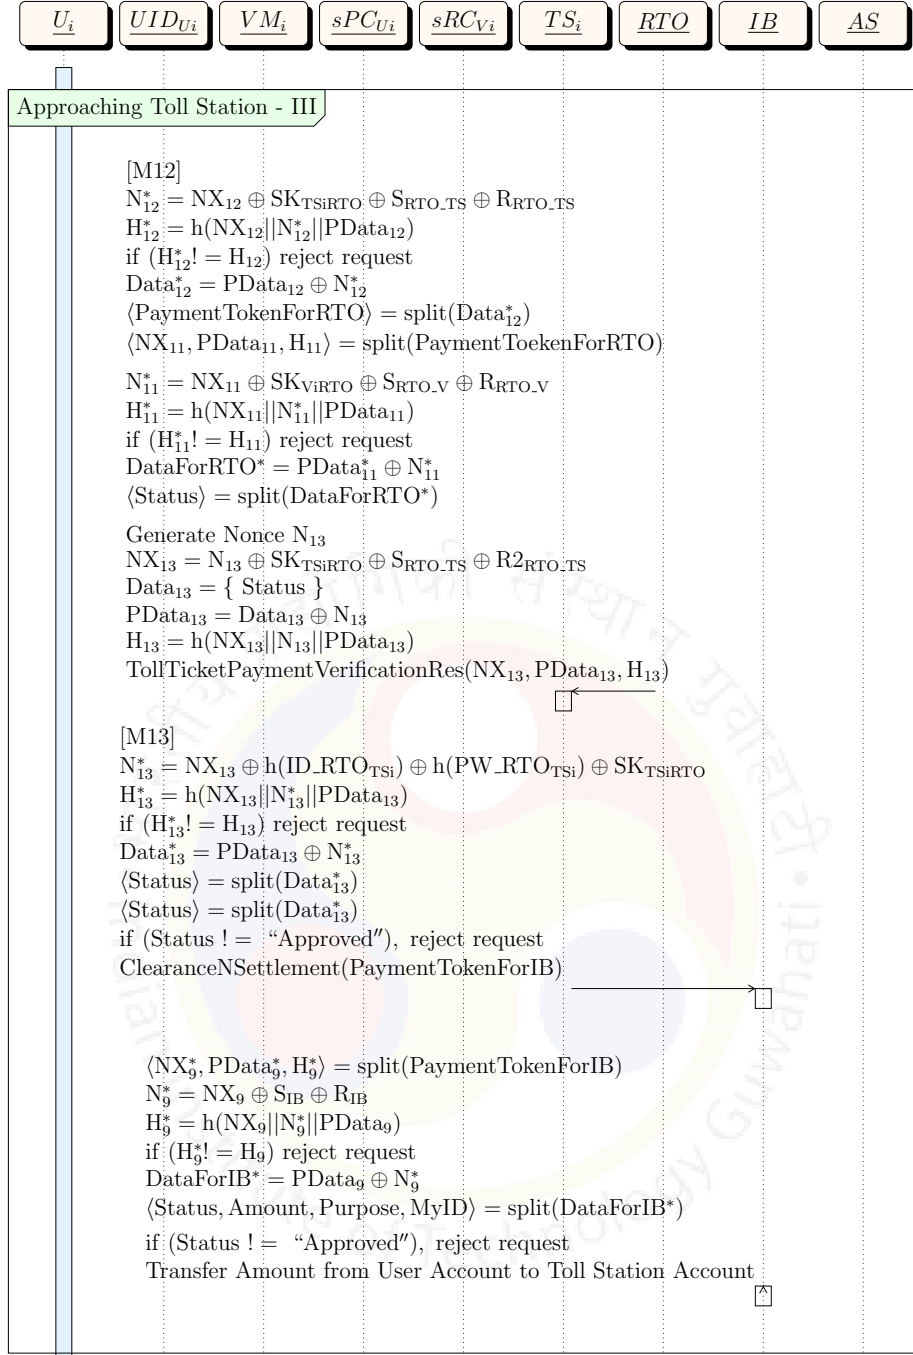 U_i UID_Ui VM_i sPC_Ui sRC_Vi TS_i RTO IB AS
Approaching Toll Station - III
[M12]
N*_12 = NX_12 ⊕ SK_TSiRTO ⊕ S_RTO_TS ⊕ R_RTO_TS
H*_12 = h(NX_12||N*_12||PData_12)
if (H*_12! = H_12) reject request
Data*_12 = PData_12 ⊕ N*_12
⟨PaymentTokenForRTO⟩ = split(Data*_12)
⟨NX_11, PData_11, H_11⟩ = split(PaymentToekenForRTO)
N*_11 = NX_11 ⊕ SK_ViRTO ⊕ S_RTO_V ⊕ R_RTO_V
H*_11 = h(NX_11||N*_11||PData_11)
if (H*_11! = H_11) reject request
DataForRTO* = PData*_11 ⊕ N*_11
⟨Status⟩ = split(DataForRTO*)
Generate Nonce N_13
NX_13 = N_13 ⊕ SK_TSiRTO ⊕ S_RTO_TS ⊕ R2_RTO_TS
Data_13 = { Status }
PData_13 = Data_13 ⊕ N_13
H_13 = h(NX_13||N_13||PData_13)
TollTicketPaymentVerificationRes(NX_13, PData_13, H_13)
[M13]
N*_13 = NX_13 ⊕ h(ID_RTO_TSi) ⊕ h(PW_RTO_TSi) ⊕ SK_TSiRTO
H*_13 = h(NX_13||N*_13||PData_13)
if (H*_13! = H_13) reject request
Data*_13 = PData_13 ⊕ N*_13
⟨Status⟩ = split(Data*_13)
⟨Status⟩ = split(Data*_13)
if (Status ! = “Approved″), reject request
ClearanceNSettlement(PaymentTokenForIB)
⟨NX*_9, PData*_9, H*_9⟩ = split(PaymentTokenForIB)
N*_9 = NX_9 ⊕ S_IB ⊕ R_IB
H*_9 = h(NX_9||N*_9||PData_9)
if (H*_9! = H_9) reject request
DataForIB* = PData_9 ⊕ N*_9
⟨Status, Amount, Purpose, MyID⟩ = split(DataForIB*)
if (Status ! = “Approved″), reject request
Transfer Amount from User Account to Toll Station Account
of Technology Guwahati